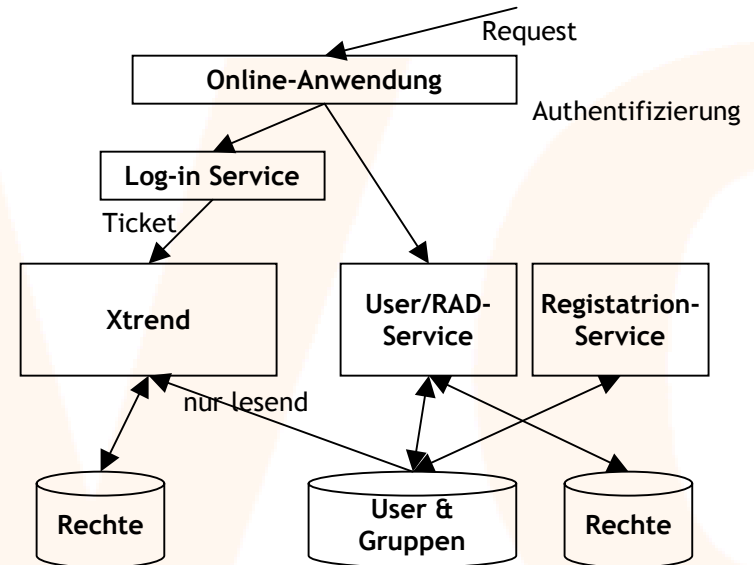 Request
Online-Anwendung
Authentifizierung
Log-in Service
Ticket
Xtrend
User/RAD-
Service
Registatrion-
Service
nur lesend
Rechte
User &
Gruppen
Rechte